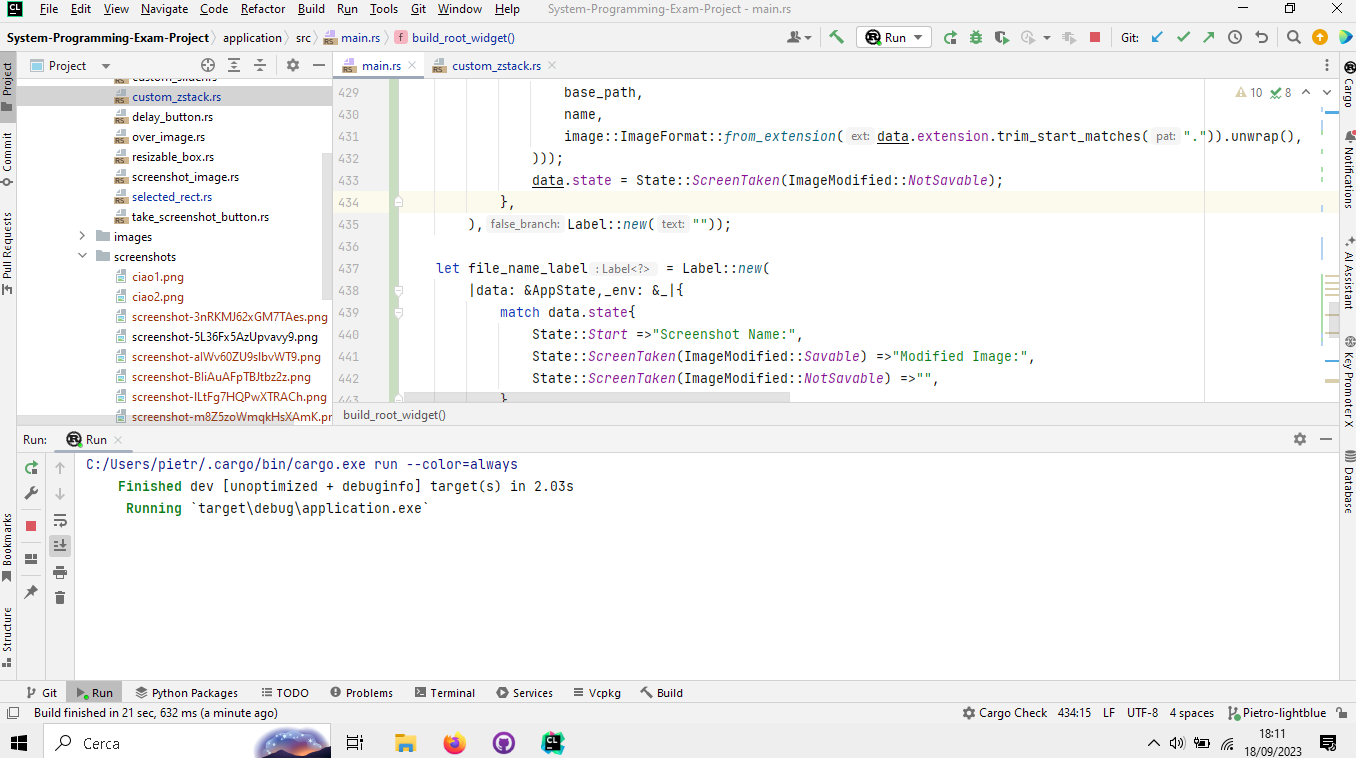 CL File Edit View Navigate Code Refactor Build Run Tools Git Window Help System-Programming-Exam-Project - main.rs
System-Programming-Exam-Project application src main.rs f build_root_widget() Run Git:
Project
main.rs custom_zstack.rs
custom_zstack.rs
delay_button.rs
over_image.rs
resizable_box.rs
screenshot_image.rs
selected_rect.rs
take_screenshot_button.rs
images
screenshots
ciao1.png
ciao2.png
screenshot-3nRKMJ62xGM7TAes.png
screenshot-5L36Fx5AzUpvavy9.png
screenshot-alWv60ZU9sIbvWT9.png
screenshot-BliAuAFpTBJtbz2z.png
screenshot-ILtFg7HQPwXTRACh.png
screenshot-m8Z5zoWmqkHsXAmK.pr
10 8
429 base_path,
430 name,
431 image::ImageFormat::from_extension( ext: data.extension.trim_start_matches( pat: ".")).unwrap(),
432 )));
433 data.state = State::ScreenTaken(ImageModified::NotSavable);
434 },
435 ), false_branch: Label::new( text: ""));
436
437 let file_name_label : Label<?> = Label::new(
438 |data: &AppState,_env: &_|{
439 match data.state{
440 State::Start =>"Screenshot Name:",
441 State::ScreenTaken(ImageModified::Savable) =>"Modified Image:",
442 State::ScreenTaken(ImageModified::NotSavable) =>"",
443 }
build_root_widget()
Project
Commit
Pull Requests
Bookmarks
Structure
Cargo
Notifications
AI Assistant
Key Promoter X
Database
Run: Run
C:/Users/pietr/.cargo/bin/cargo.exe run --color=always
Finished dev [unoptimized + debuginfo] target(s) in 2.03s
Running `target\debug\application.exe`
Git Run Python Packages TODO Problems Terminal Services Vcpkg Build
Build finished in 21 sec, 632 ms (a minute ago) Cargo Check 434:15 LF UTF-8 4 spaces Pietro-lightblue
Cerca
CL
18:11
18/09/2023